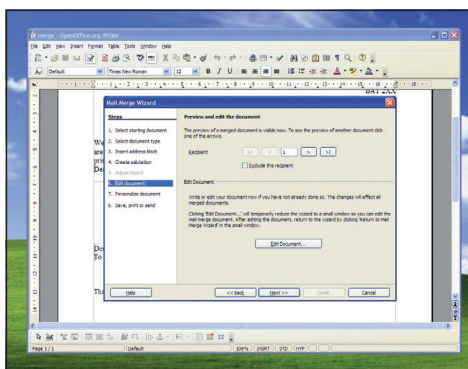 merge - OpenOffice.org Writer
File Edit View Insert Format Table Tools Window Help
Default Times New Roman 12 B I U
BA1 2XX
Mail Merge Wizard
Steps
1. Select starting document
2. Select document type
3. Insert address block
4. Create salutation
5. Adjust layout
6. Edit document
7. Personalize document
8. Save, print or send
Preview and edit the document
The preview of a merged document is visible now. To see the preview of another document click
one of the arrows.
Recipient 1
Exclude this recipient
Edit Document
Write or edit your document now if you have not already done so. The changes will affect all
merged documents.
Clicking 'Edit Document...' will temporarily reduce the wizard to a small window so you can edit the
mail merge document. After editing the document, return to the wizard by clicking 'Return to Mail
Merge Wizard' in the small window.
Edit Document...
Help << Back Next >> Finish Cancel
We
are
De
To
Page 1 / 1 Default 109% INSRT STD HYP